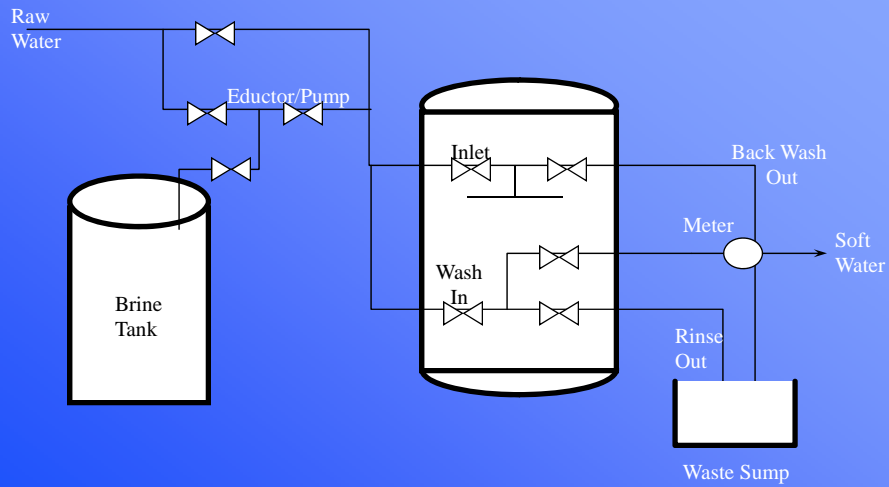 Raw
Water
Eductor/Pump
Inlet
Back Wash
Out
Meter
Soft
Water
Wash
In
Brine
Tank
Rinse
Out
Waste Sump